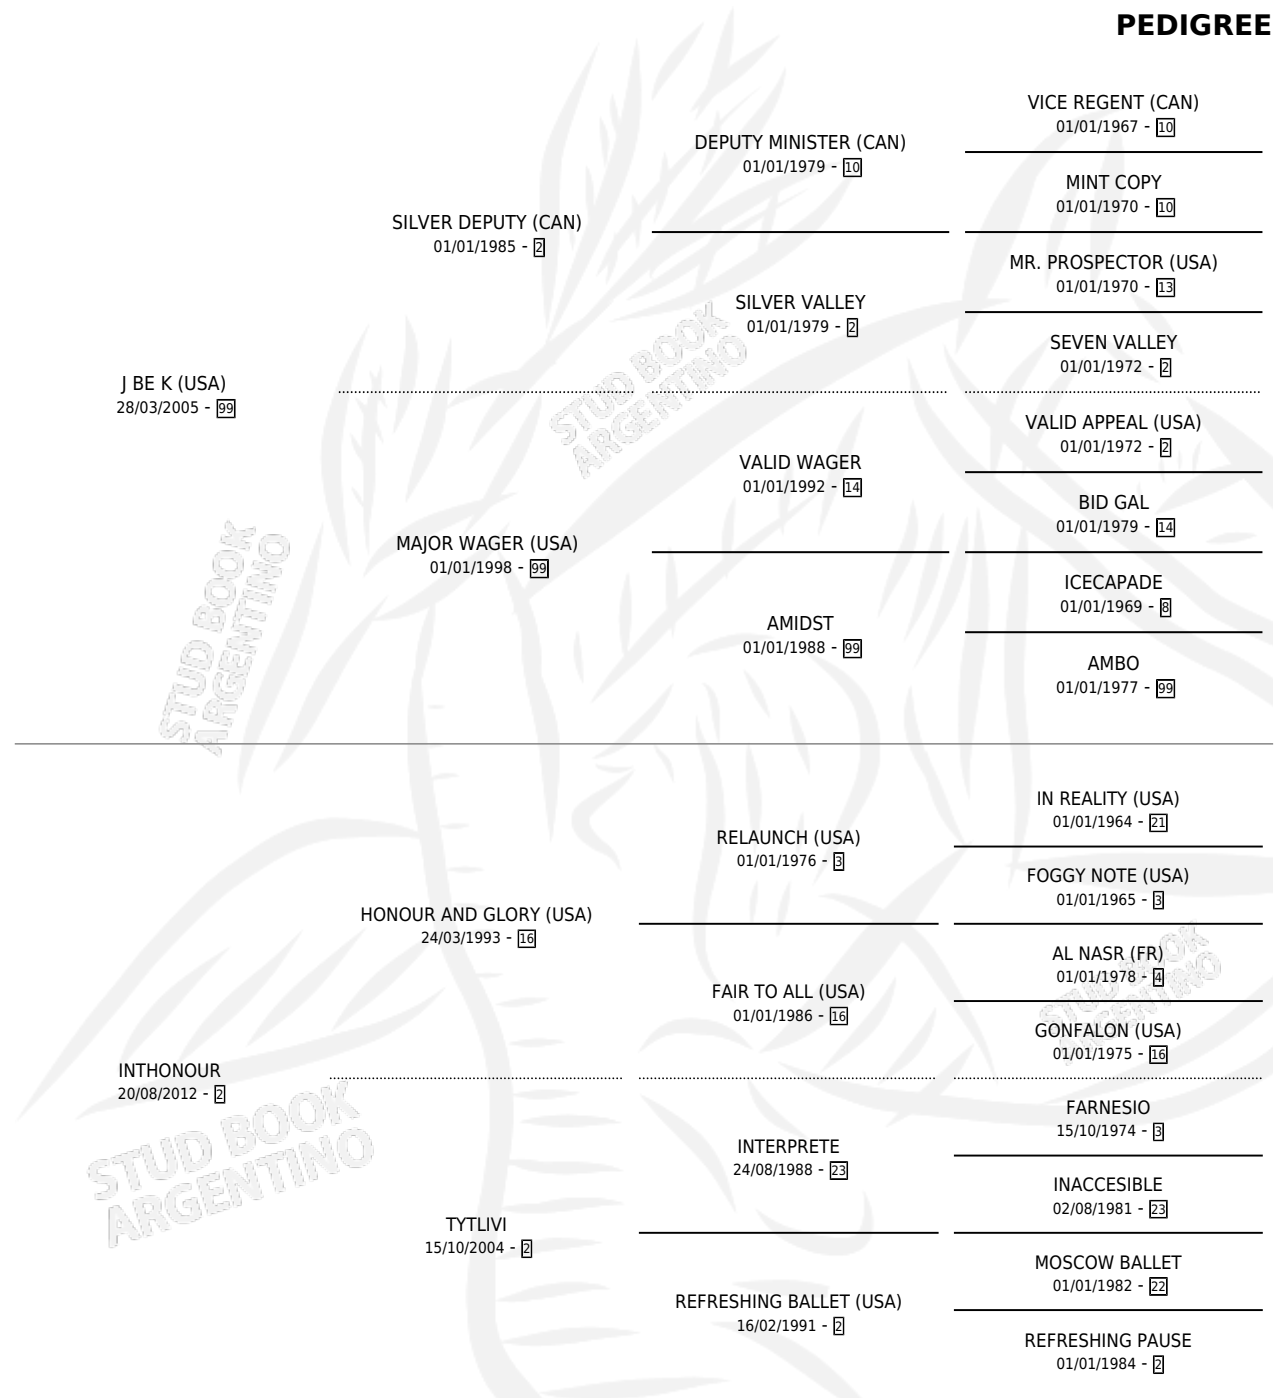 PEDIGREE
VICE REGENT (CAN)
01/01/1967 - 10
DEPUTY MINISTER (CAN)
01/01/1979 - 10
MINT COPY
01/01/1970 - 10
SILVER DEPUTY (CAN)
01/01/1985 - 2
MR. PROSPECTOR (USA)
01/01/1970 - 13
SILVER VALLEY
01/01/1979 - 2
SEVEN VALLEY
01/01/1972 - 2
J BE K (USA)
28/03/2005 - 99
STUD BOOK
ARGENTINO
VALID APPEAL (USA)
01/01/1972 - 2
VALID WAGER
01/01/1992 - 14
BID GAL
01/01/1979 - 14
MAJOR WAGER (USA)
01/01/1998 - 99
ICECAPADE
01/01/1969 - 8
AMIDST
01/01/1988 - 99
AMBO
01/01/1977 - 99
STUD BOOK
ARGENTINO
IN REALITY (USA)
01/01/1964 - 21
RELAUNCH (USA)
01/01/1976 - 3
FOGGY NOTE (USA)
01/01/1965 - 3
HONOUR AND GLORY (USA)
24/03/1993 - 16
AL NASR (FR)
01/01/1978 - 4
FAIR TO ALL (USA)
01/01/1986 - 16
STUD BOOK
ARGENTINO
GONFALON (USA)
01/01/1975 - 16
INTHONOUR
20/08/2012 - 2
FARNESIO
15/10/1974 - 3
INTERPRETE
24/08/1988 - 23
STUD BOOK
ARGENTINO
INACCESIBLE
02/08/1981 - 23
TYTLIVI
15/10/2004 - 2
MOSCOW BALLET
01/01/1982 - 22
REFRESHING BALLET (USA)
16/02/1991 - 2
REFRESHING PAUSE
01/01/1984 - 2